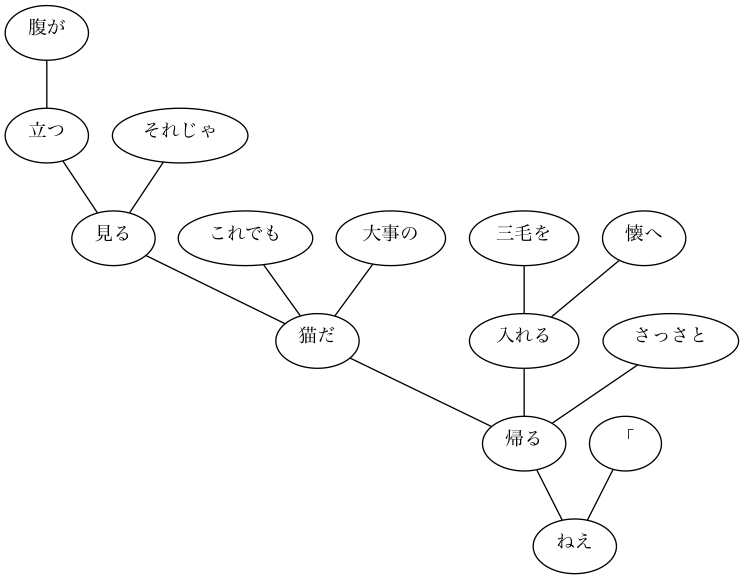 腹が
立つ
それじゃ
見る
これでも
大事の
三毛を
懐へ
猫だ
入れる
さっさと
帰る
「
ねえ